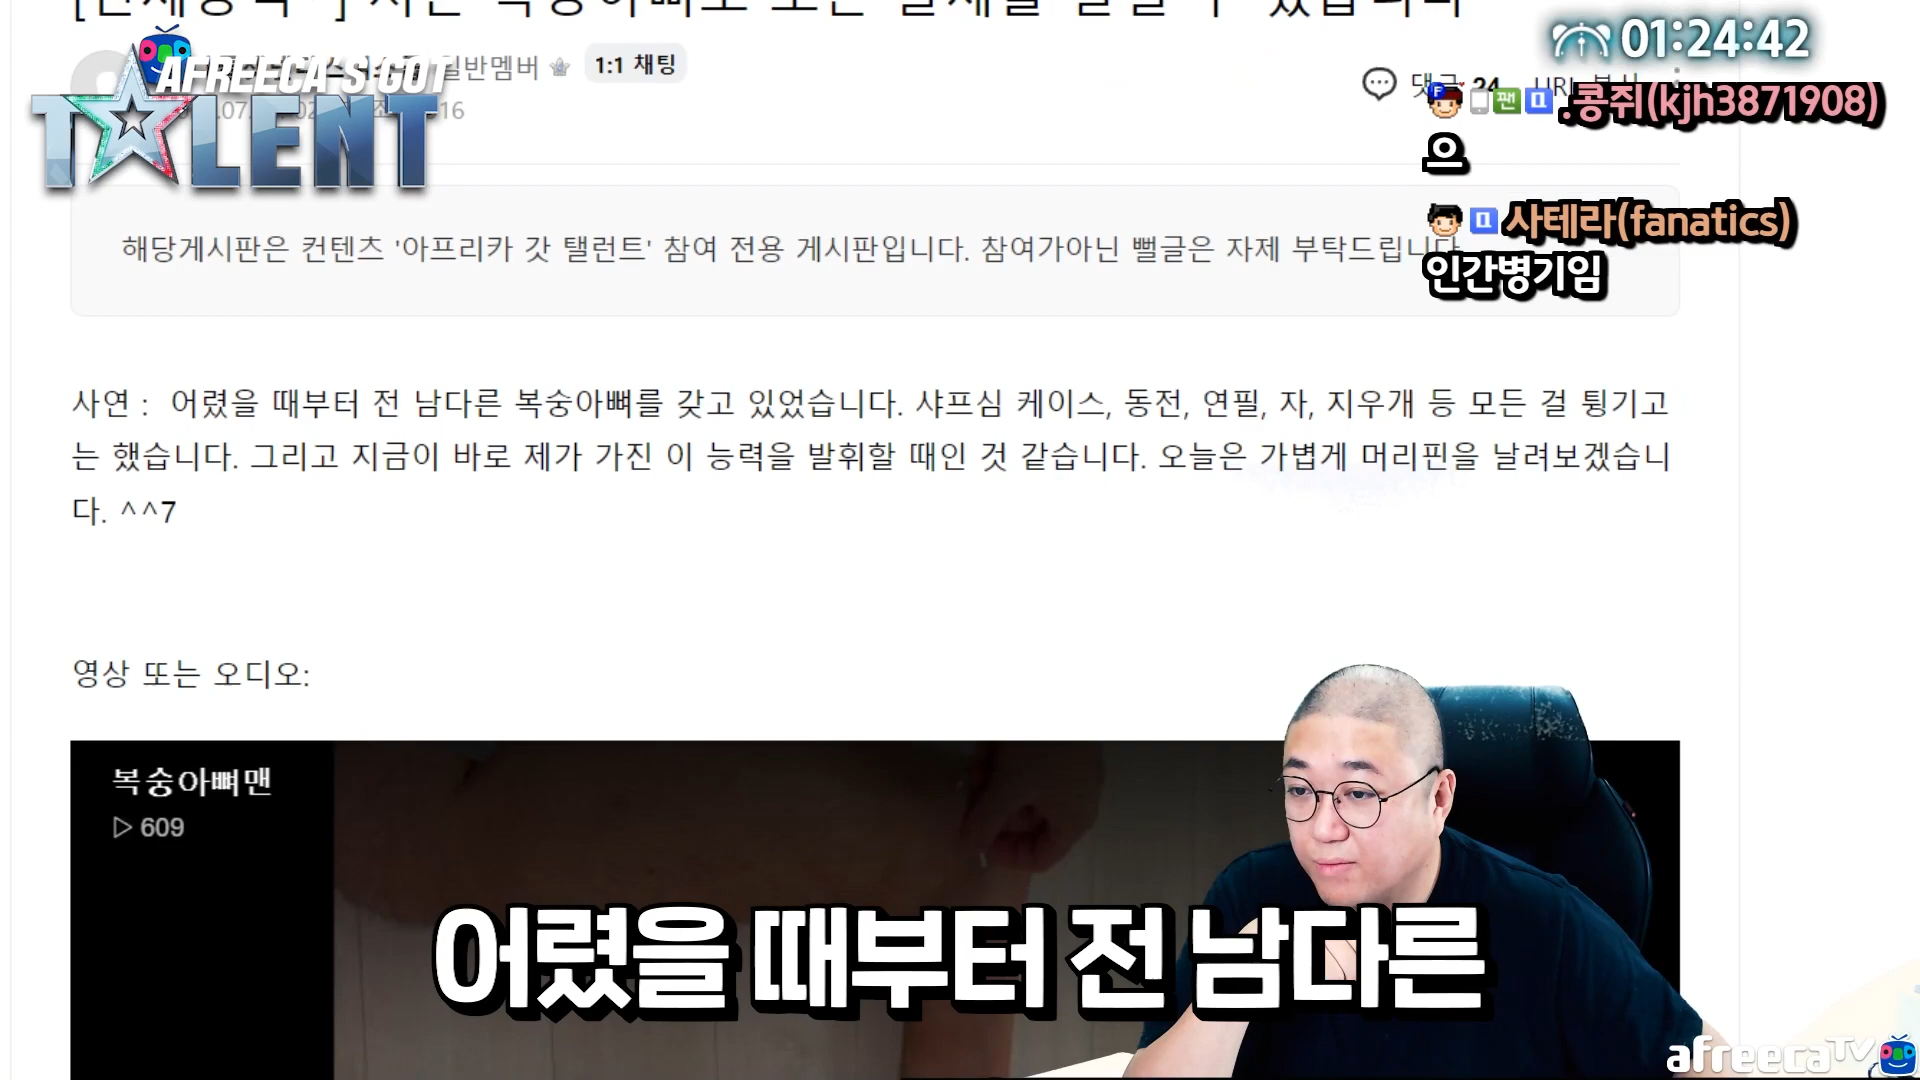 01:24:42
AFREECA'S GOT
TALENT
일반멤버
1:1 채팅
댓글 24
16
.콩쥐(kjh3871908)
으
사테라(fanatics)
인간병기임
해당게시판은 컨텐츠 '아프리카 갓 탤런트' 참여 전용 게시판입니다. 참여가아닌 뻘글은 자제 부탁드립니다.
사연 : 어렸을 때부터 전 남다른 복숭아뼈를 갖고 있었습니다. 샤프심 케이스, 동전, 연필, 자, 지우개 등 모든 걸 튕기고
는 했습니다. 그리고 지금이 바로 제가 가진 이 능력을 발휘할 때인 것 같습니다. 오늘은 가볍게 머리핀을 날려보겠습니
다. ^^7
영상 또는 오디오:
복숭아뼈맨
▷ 609
어렸을 때부터 전 남다른
afreecaTV